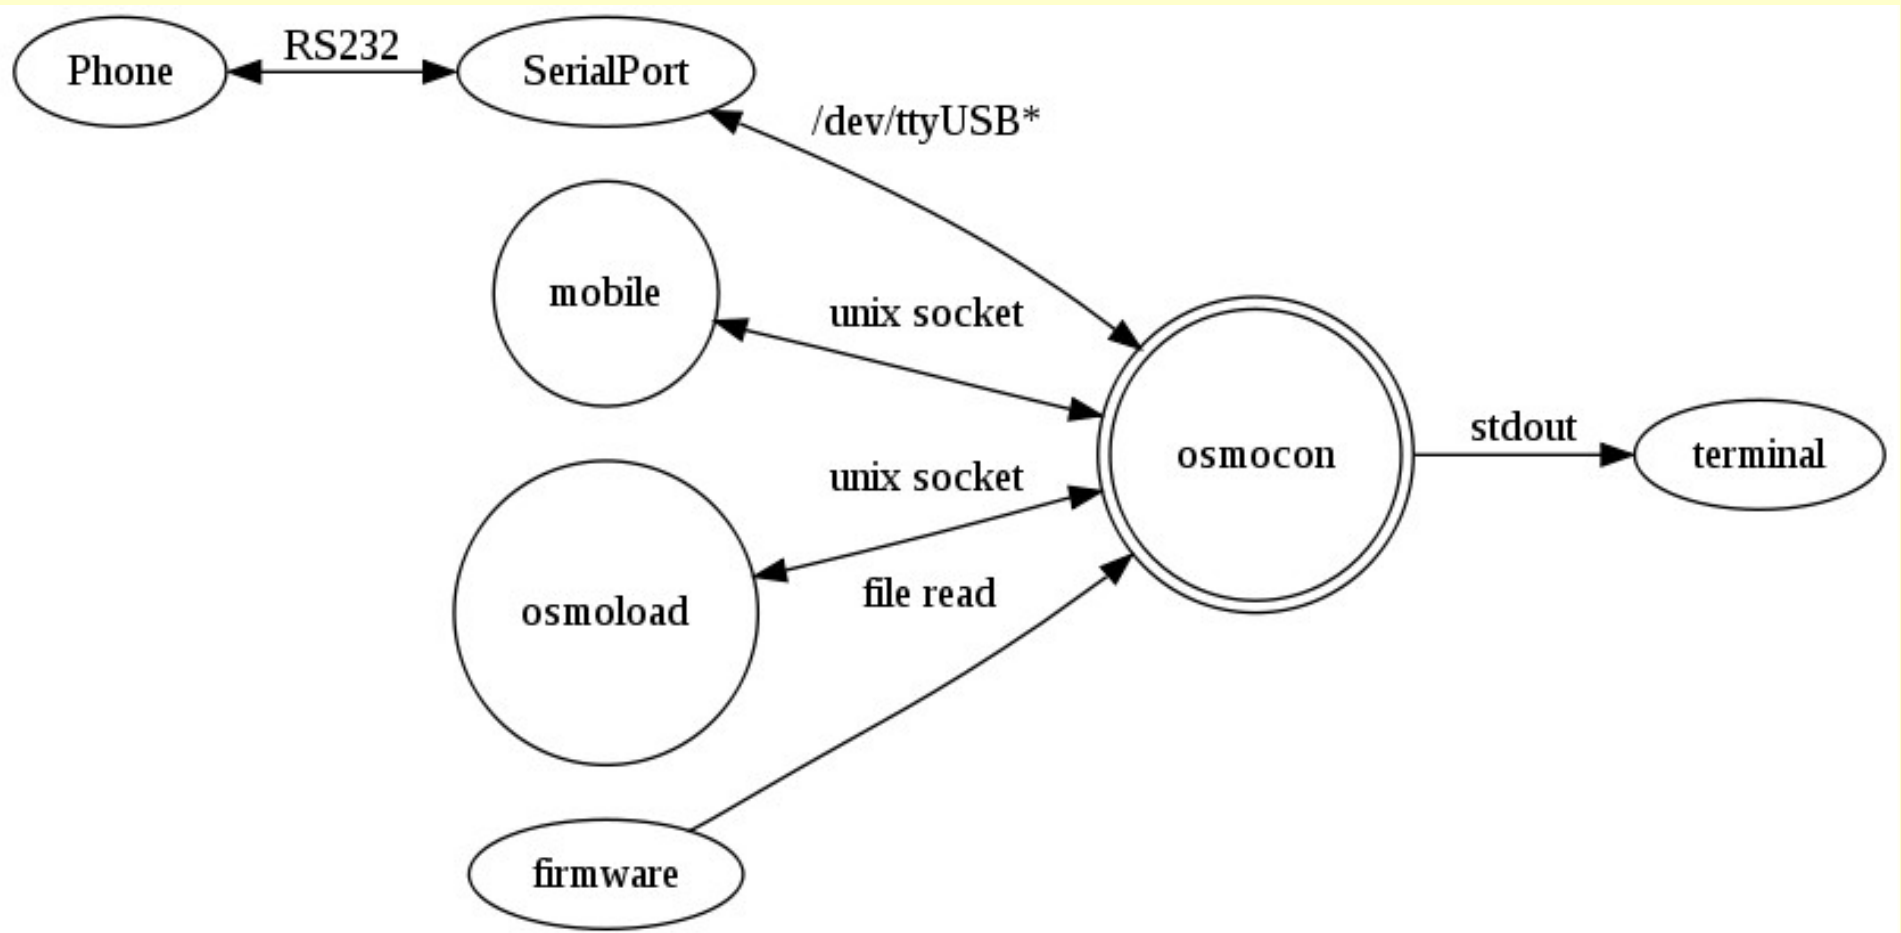 Phone
RS232
SerialPort
/dev/ttyUSB*
mobile
unix socket
osmocon
stdout
terminal
unix socket
osmoload
file read
firmware